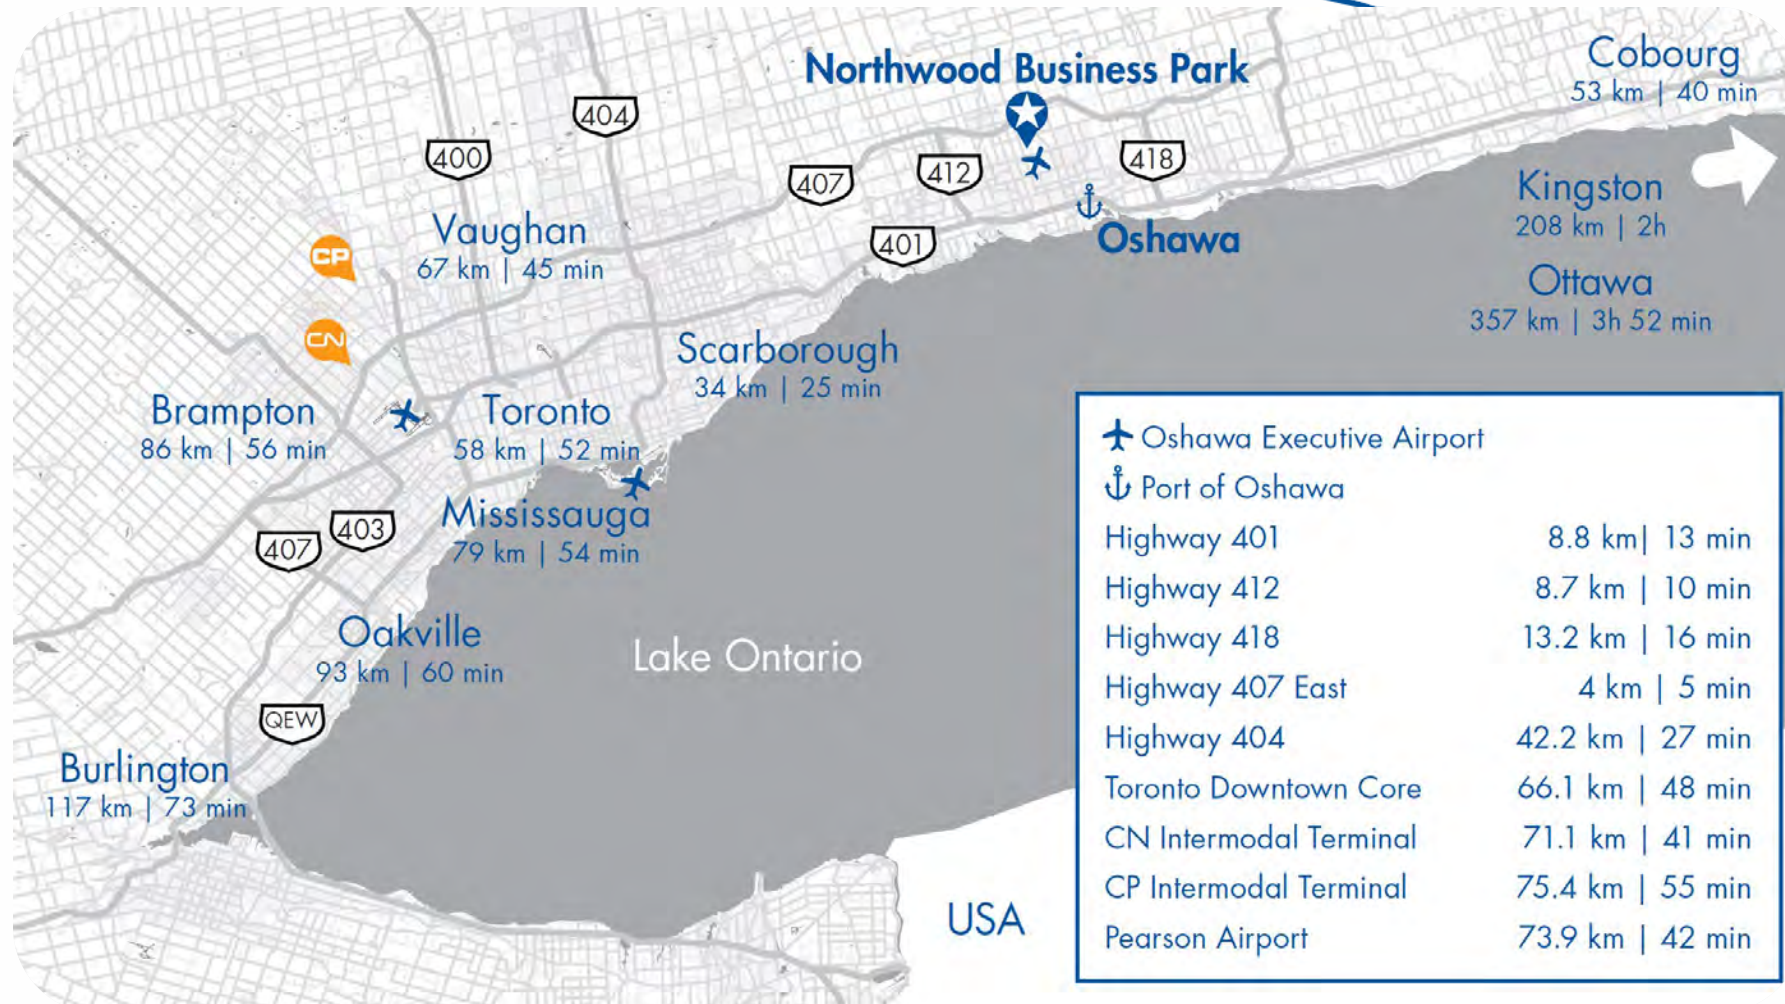 Northwood Business Park
Cobourg
53 km | 40 min
404
400
407
412
418
401
Oshawa
Kingston
208 km | 2h
Ottawa
357 km | 3h 52 min
Vaughan
67 km | 45 min
CP
CN
Scarborough
34 km | 25 min
Brampton
86 km | 56 min
Toronto
58 km | 52 min
Mississauga
79 km | 54 min
407
403
Oakville
93 km | 60 min
Lake Ontario
QEW
Burlington
117 km | 73 min
USA
Oshawa Executive Airport
Port of Oshawa
Highway 401 8.8 km| 13 min
Highway 412 8.7 km | 10 min
Highway 418 13.2 km | 16 min
Highway 407 East 4 km | 5 min
Highway 404 42.2 km | 27 min
Toronto Downtown Core 66.1 km | 48 min
CN Intermodal Terminal 71.1 km | 41 min
CP Intermodal Terminal 75.4 km | 55 min
Pearson Airport 73.9 km | 42 min